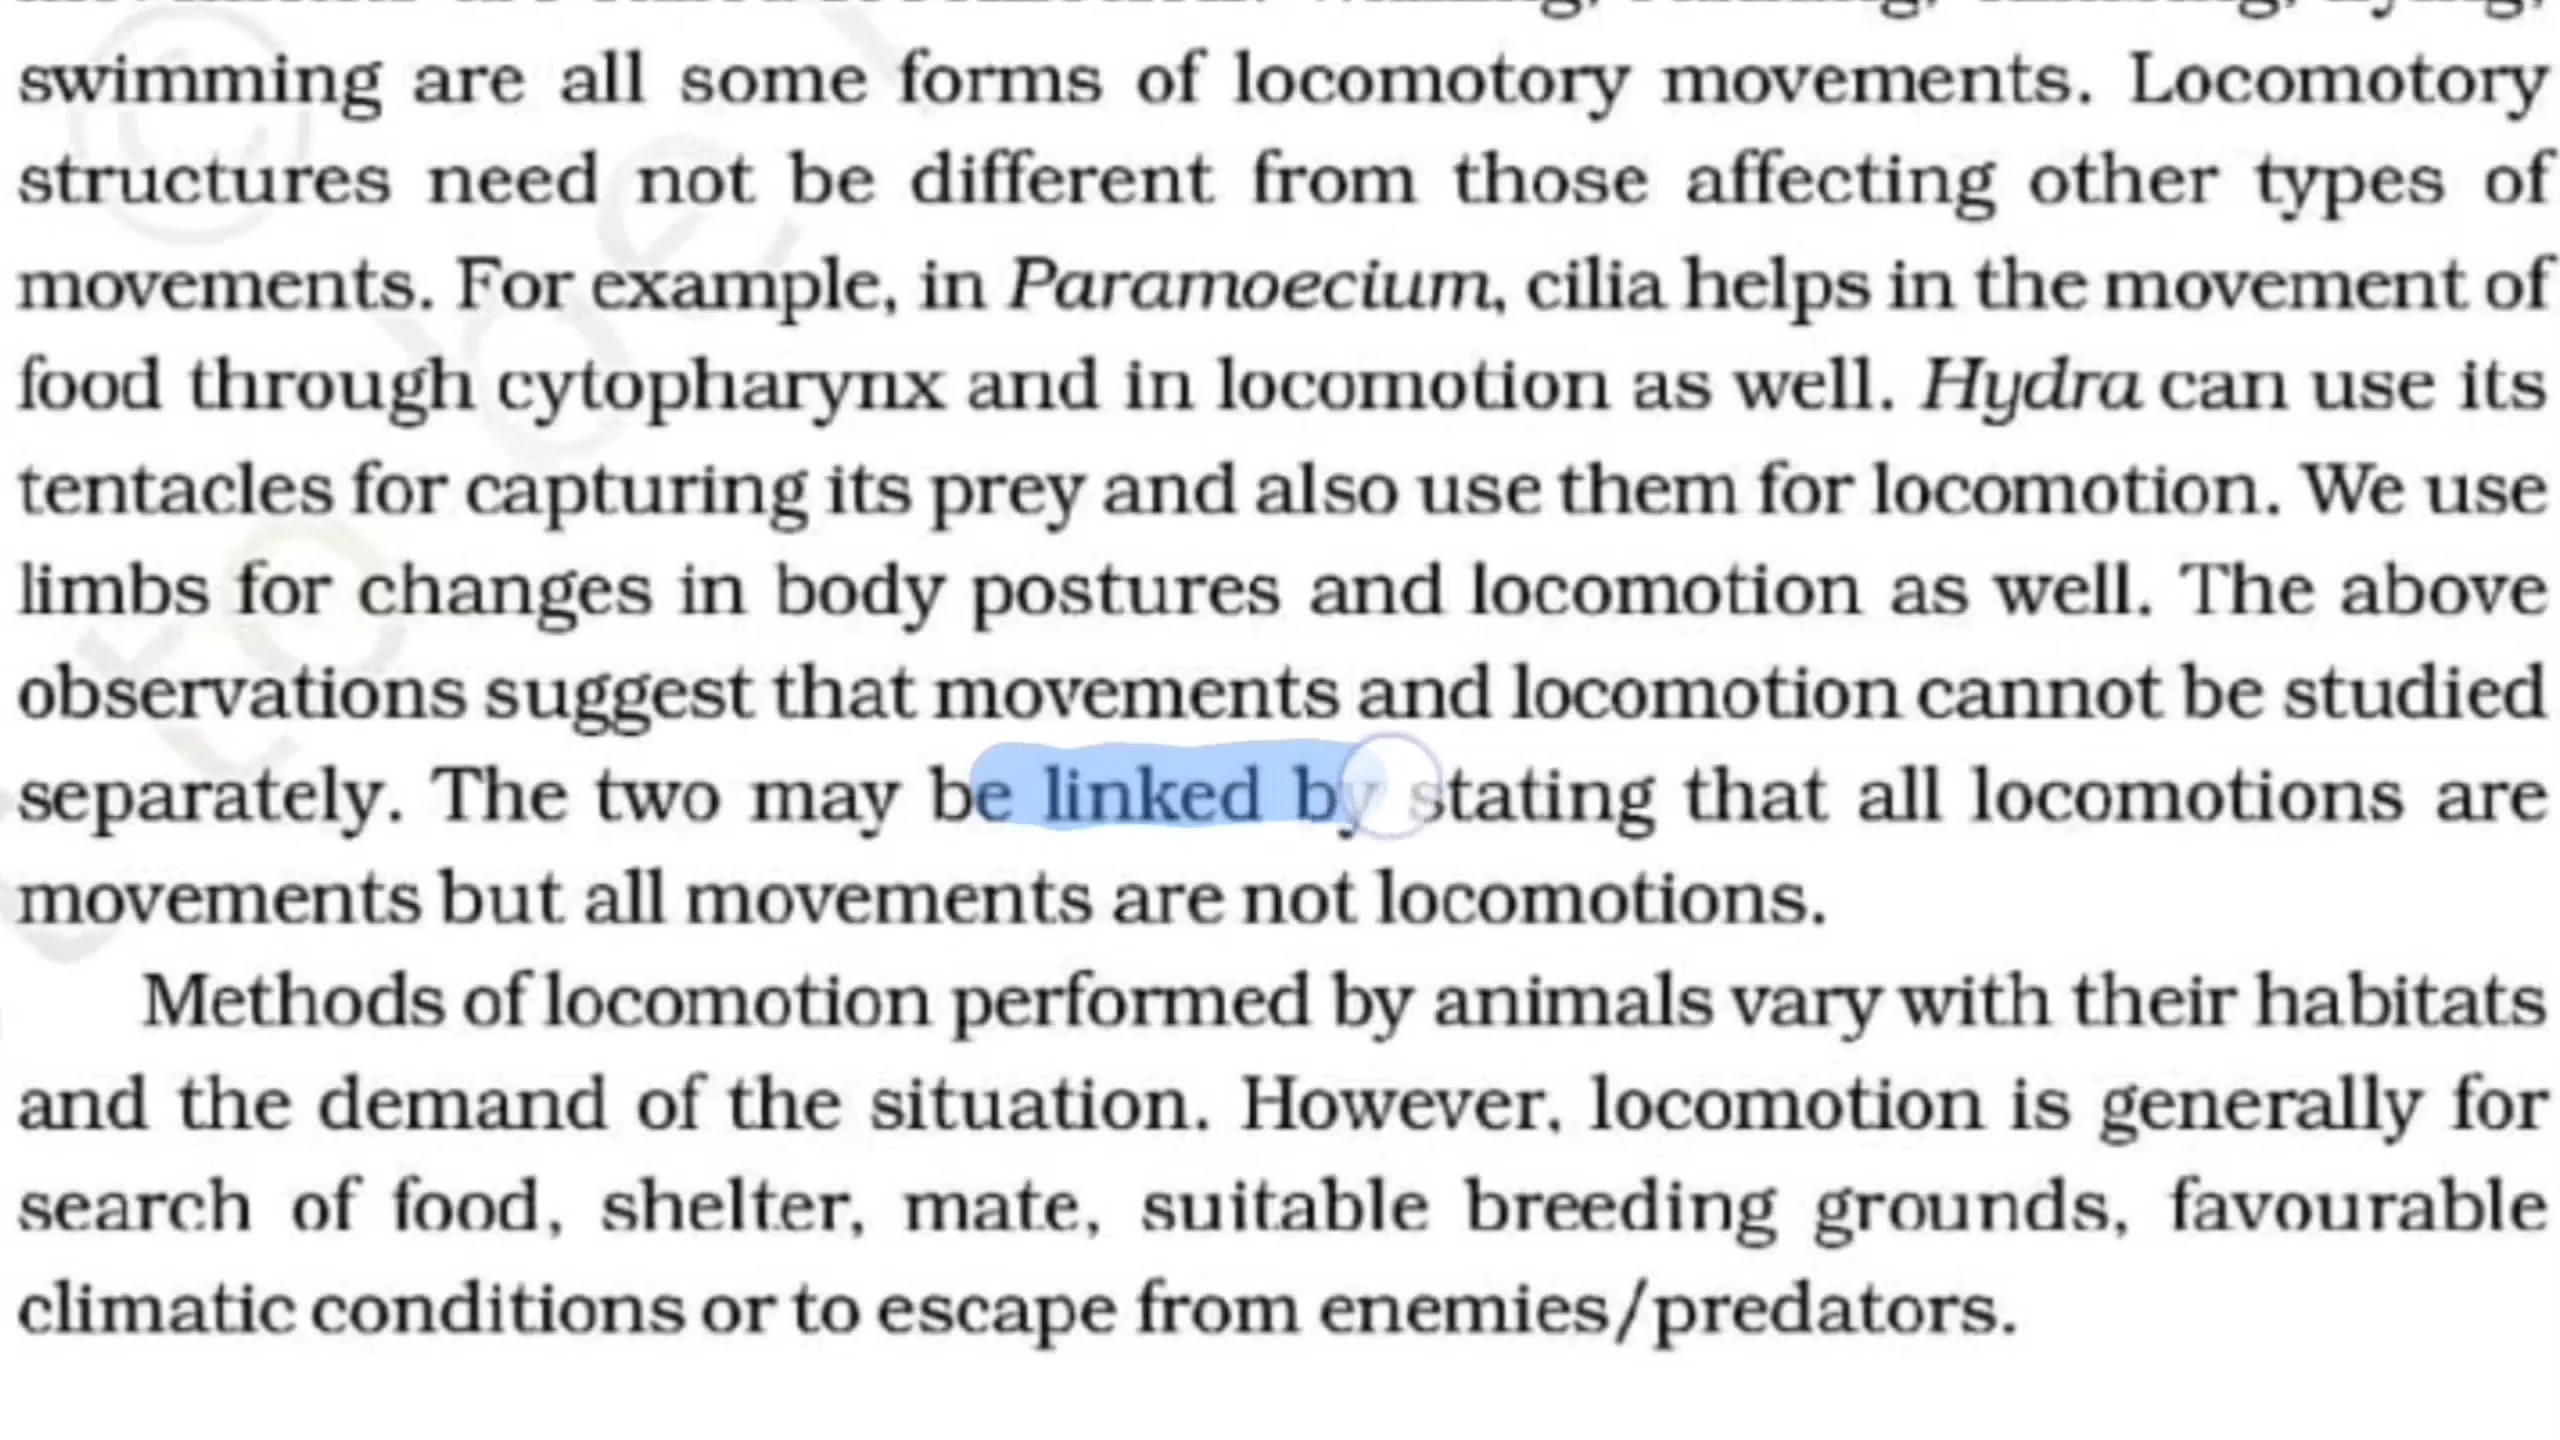 swimming are all some forms of locomotory movements. Locomotory
structures need not be different from those affecting other types of
movements. For example, in Paramoecium, cilia helps in the movement of
food through cytopharynx and in locomotion as well. Hydra can use its
tentacles for capturing its prey and also use them for locomotion. We use
limbs for changes in body postures and locomotion as well. The above
observations suggest that movements and locomotion cannot be studied
separately. The two may be linked by stating that all locomotions are
movements but all movements are not locomotions.
Methods of locomotion performed by animals vary with their habitats
and the demand of the situation. However, locomotion is generally for
search of food, shelter, mate, suitable breeding grounds, favourable
climatic conditions or to escape from enemies/predators.